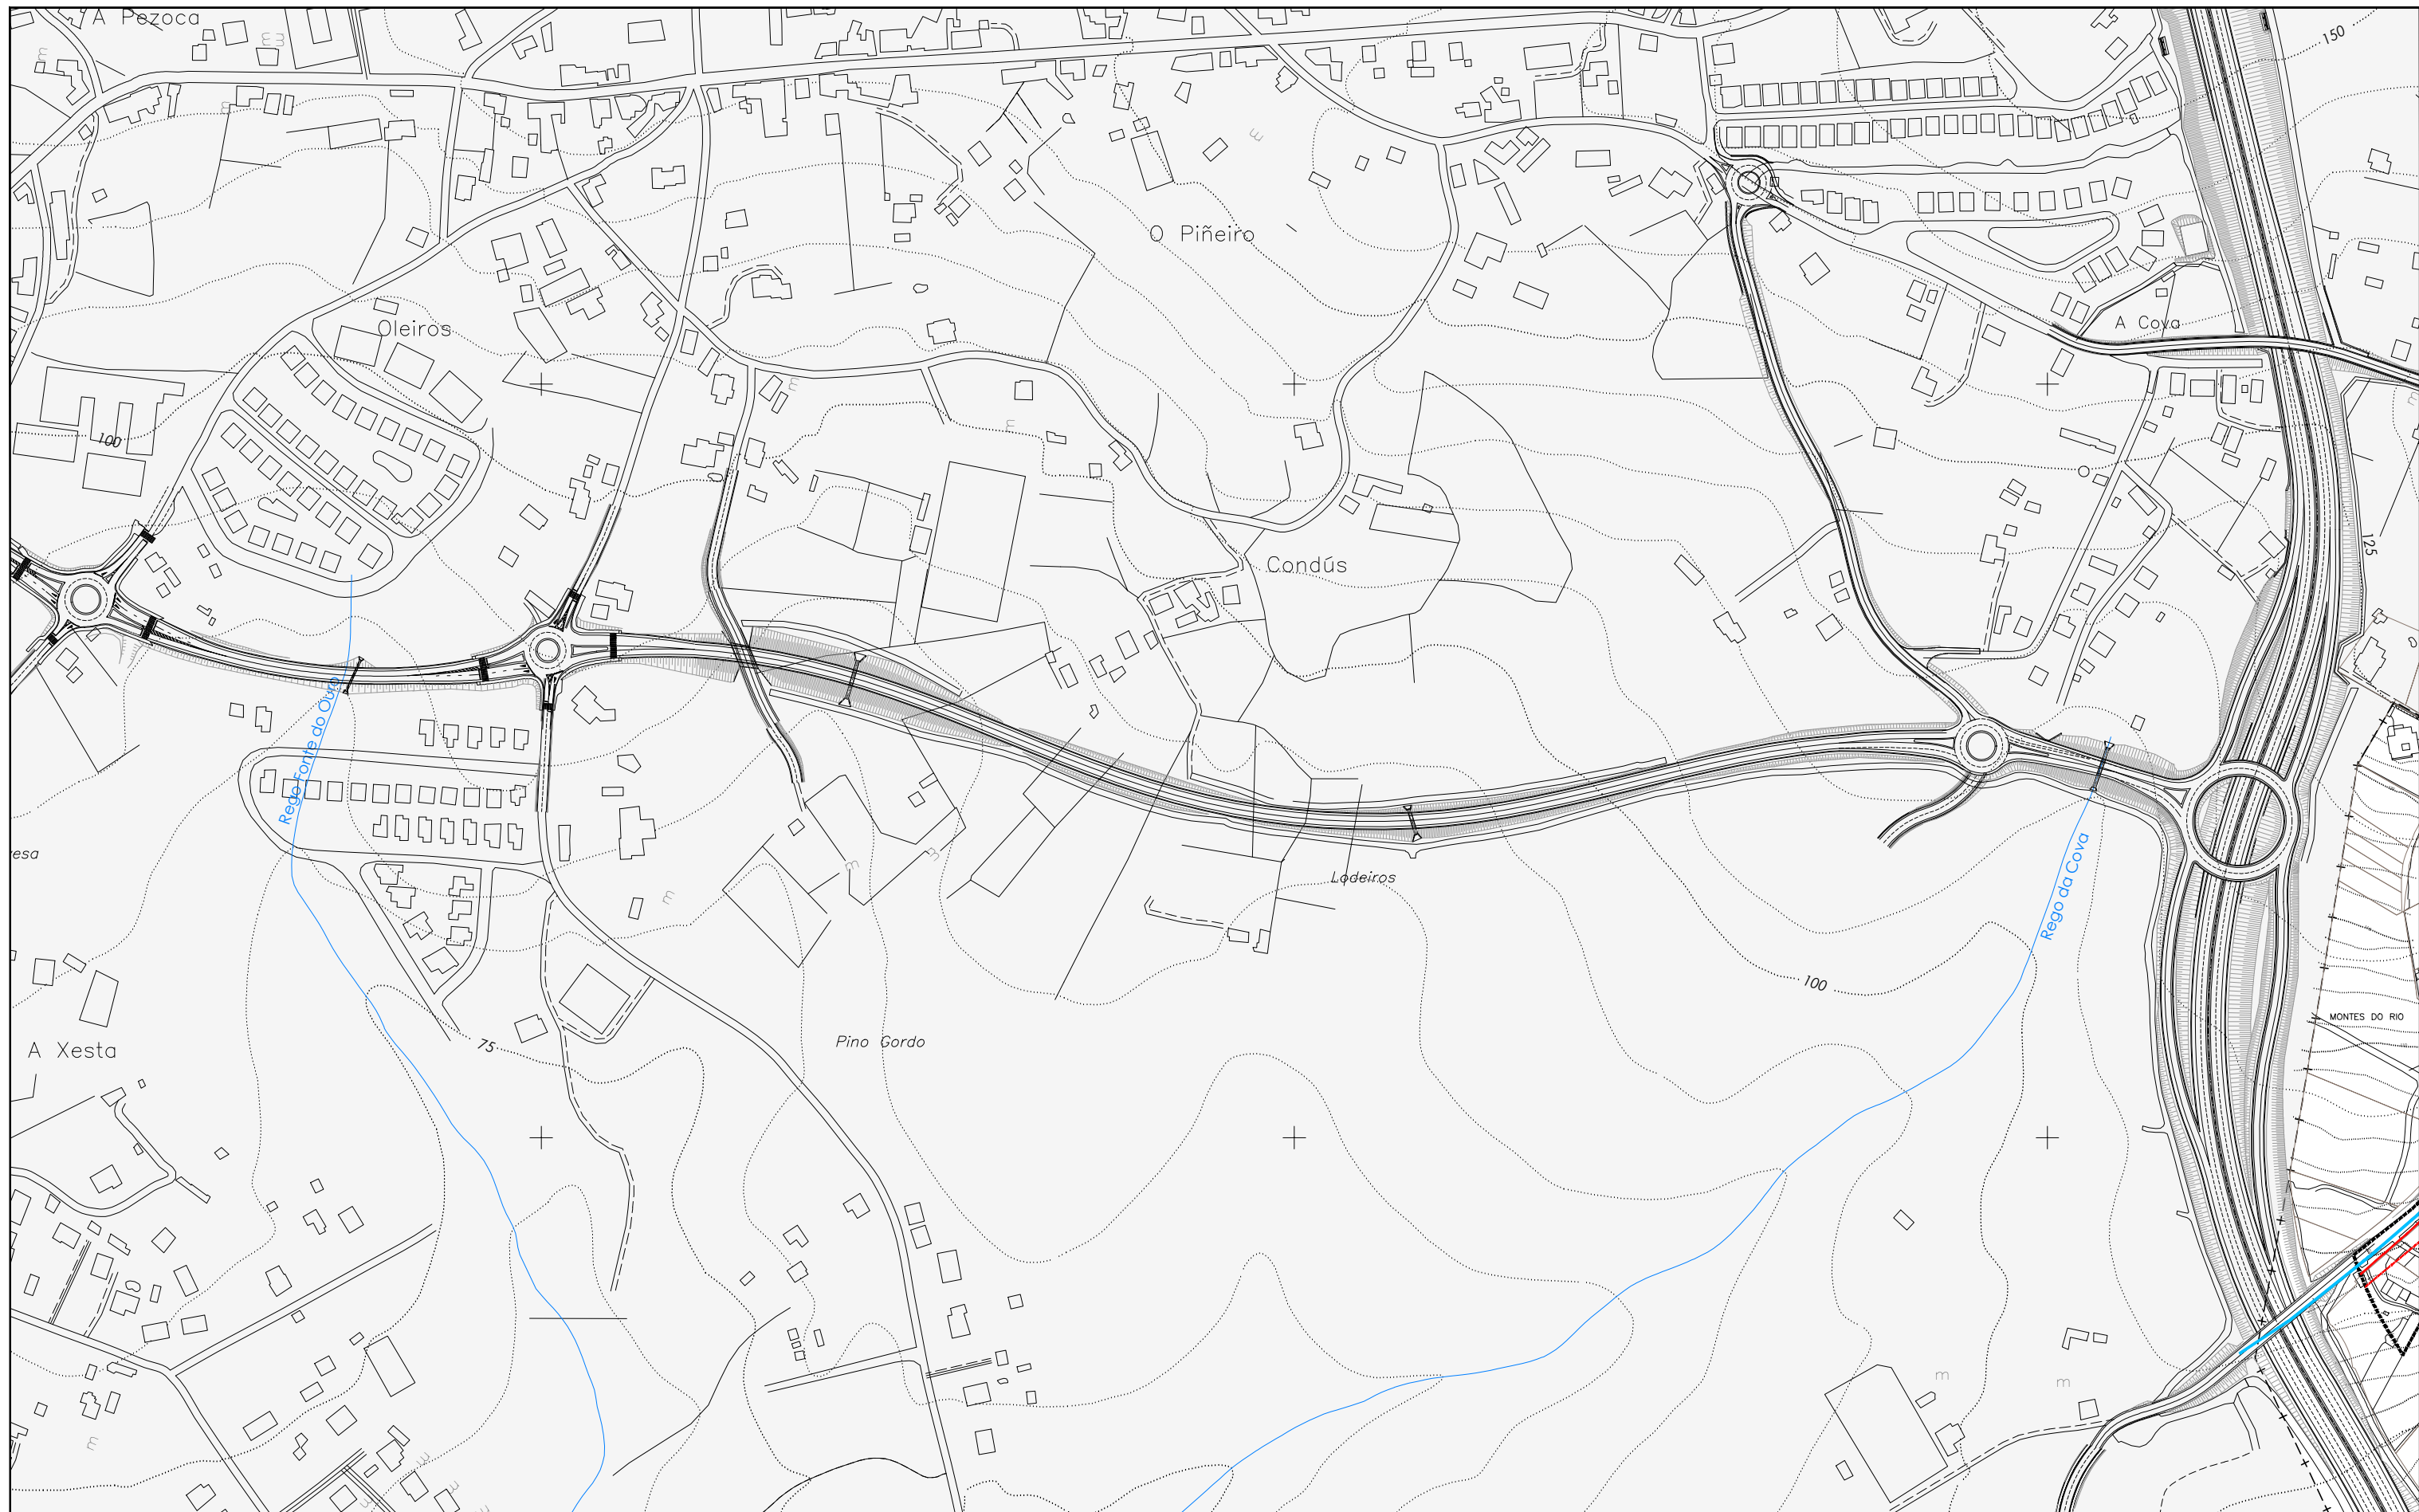 A Pezoca
150
O Piñeiro
A Cova
Oleiros
100
125
Condús
Rego Fonte do Ouro
esa
Lodeiros
Rego da Cova
100
MONTES DO RIO
Pino Gordo
75
A Xesta